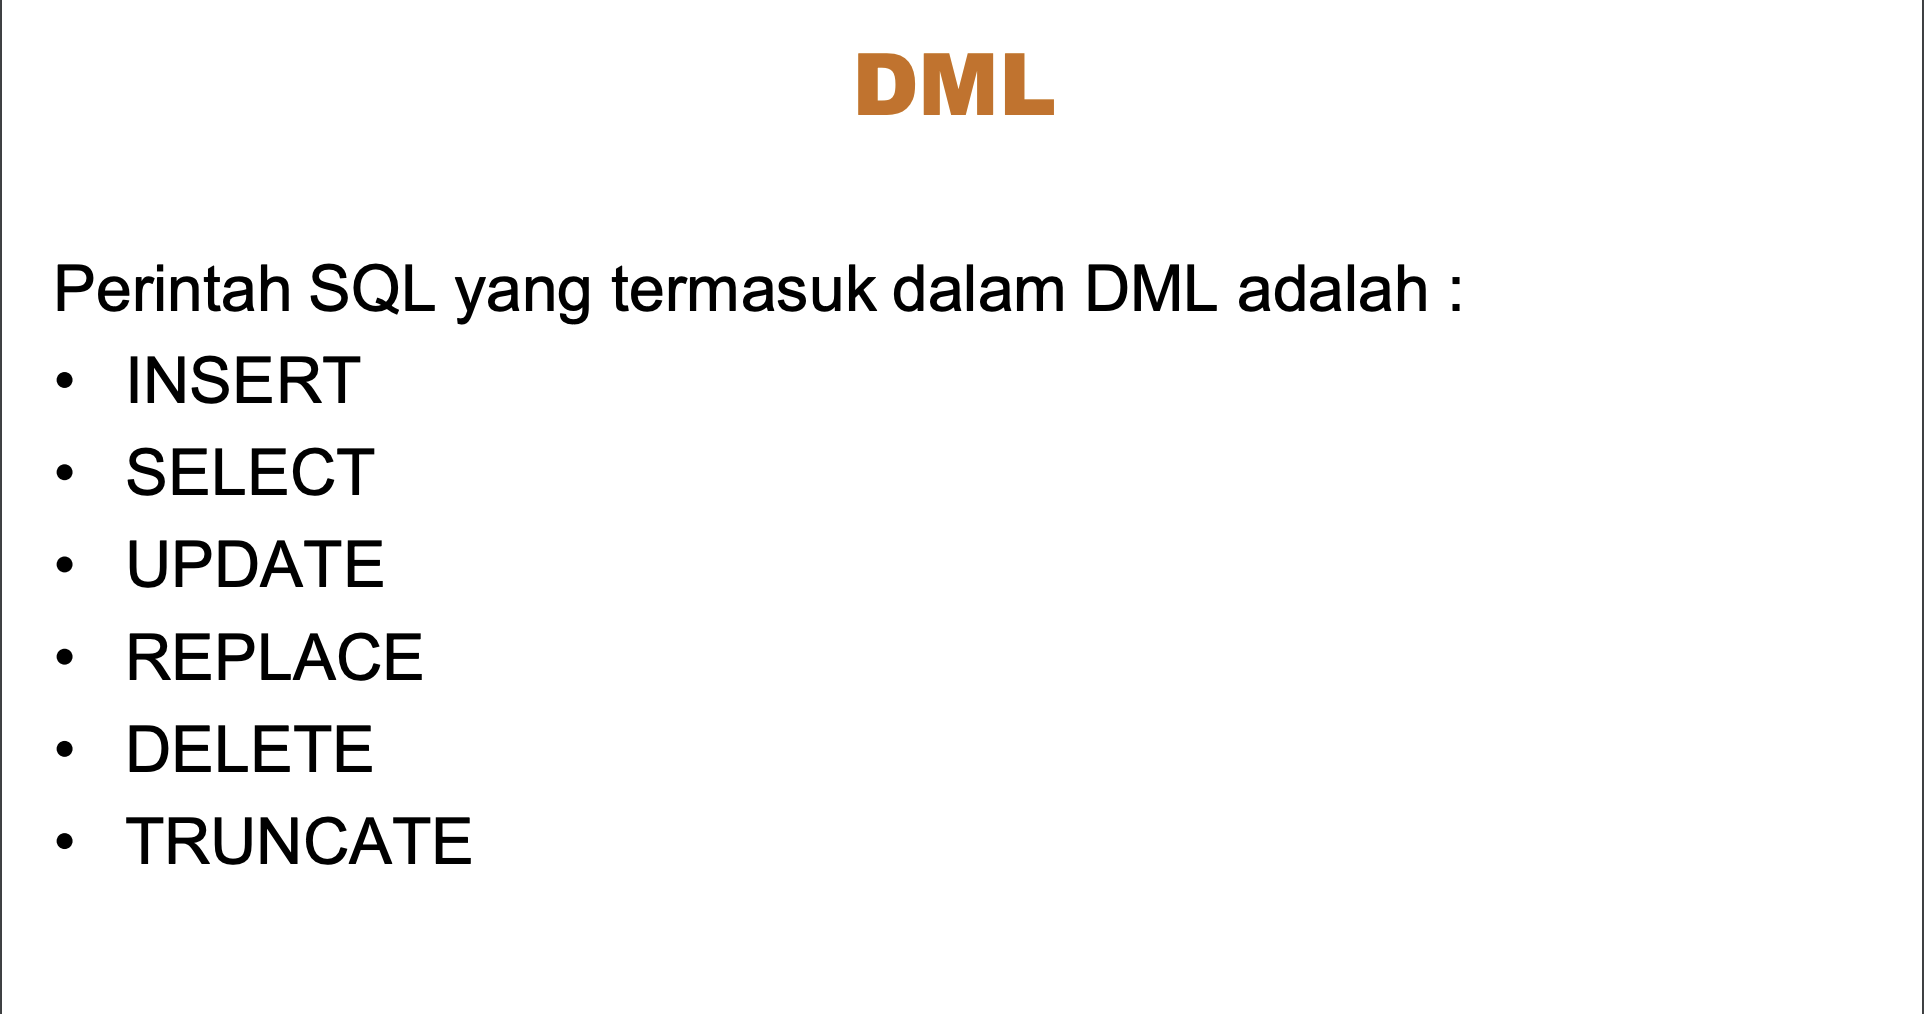 DML
Perintah SQL yang termasuk dalam DML adalah :
• INSERT
• SELECT
• UPDATE
• REPLACE
• DELETE
• TRUNCATE